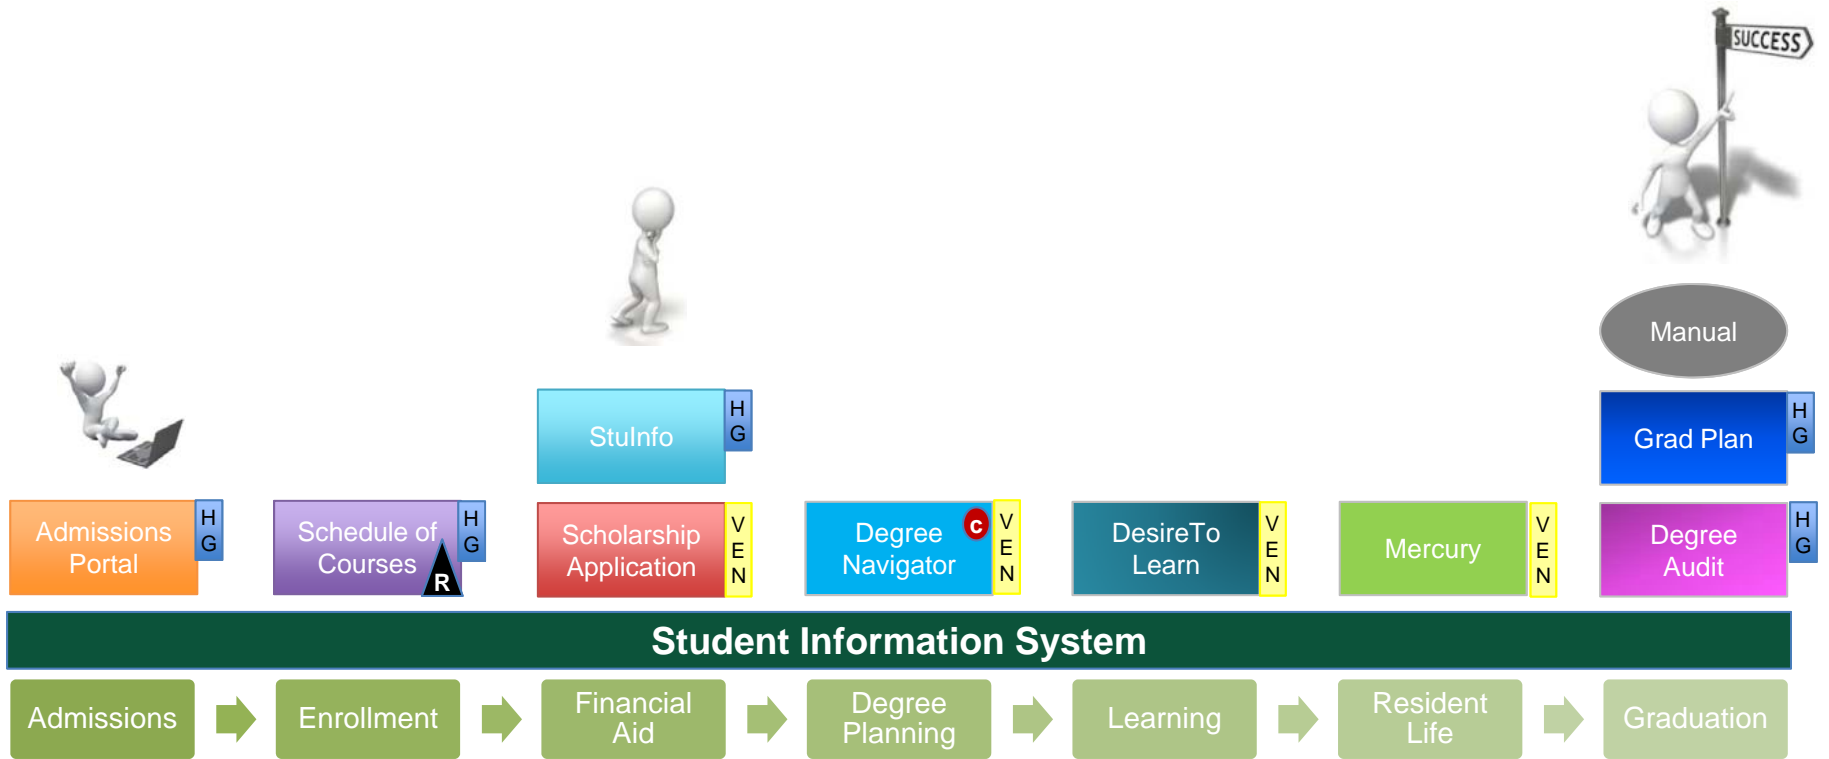 SUCCESS
Manual
StuInfo
H
G
Grad Plan
H
G
Admissions
Portal
H
G
Schedule of
Courses
R
H
G
Scholarship
Application
V
E
N
Degree
Navigator
c
V
E
N
DesireTo
Learn
V
E
N
Mercury
V
E
N
Degree
Audit
H
G
Student Information System
Admissions
Enrollment
Financial
Aid
Degree
Planning
Learning
Resident
Life
Graduation